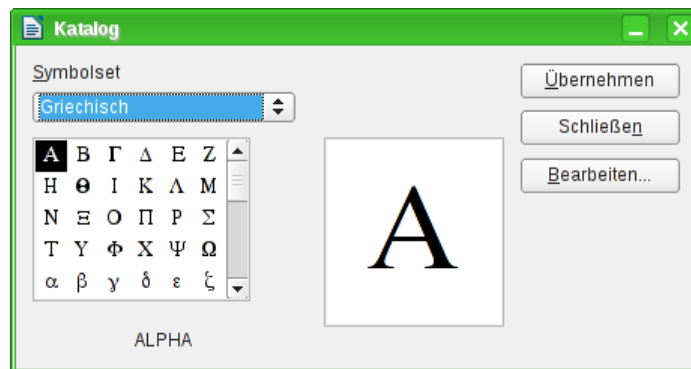 Katalog
Symbolset
Griechisch
Übernehmen
Schließen
Bearbeiten...
Α Β Γ Δ Ε Ζ
Η Θ Ι Κ Λ Μ
Ν Ξ Ο Π Ρ Σ
Τ Υ Φ Χ Ψ Ω
α β γ δ ε ζ
Α
ALPHA